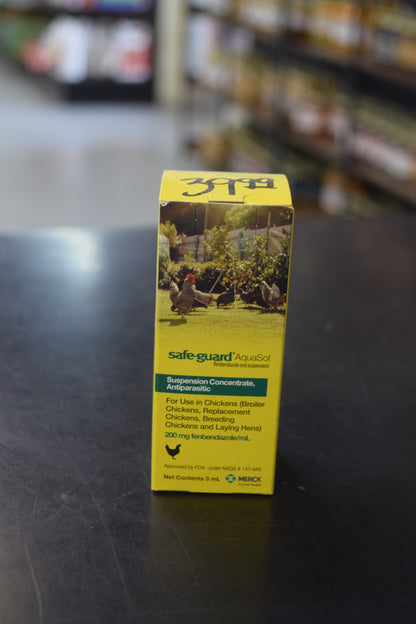 safe-guard® AquaSol
(fenbendazole oral suspension)
Suspension Concentrate,
Antiparasitic
For Use in Chickens (Broiler
Chickens, Replacement
Chickens, Breeding
Chickens and Laying Hens)
200 mg fenbendazole/mL
Approved by FDA under NADA # 141-449
Net Contents 3 mL
MERCK
Animal Health